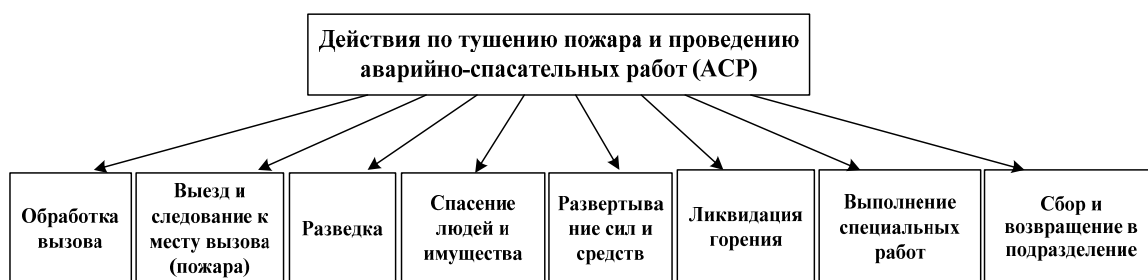 Действия по тушению пожара и проведению
аварийно-спасательных работ (АСР)
Обработка
вызова
Выезд и
следование к
месту вызова
(пожара)
Разведка
Спасение
людей и
имущества
Развертыва
ние сил и
средств
Ликвидация
горения
Выполнение
специальных
работ
Сбор и
возвращение в
подразделение